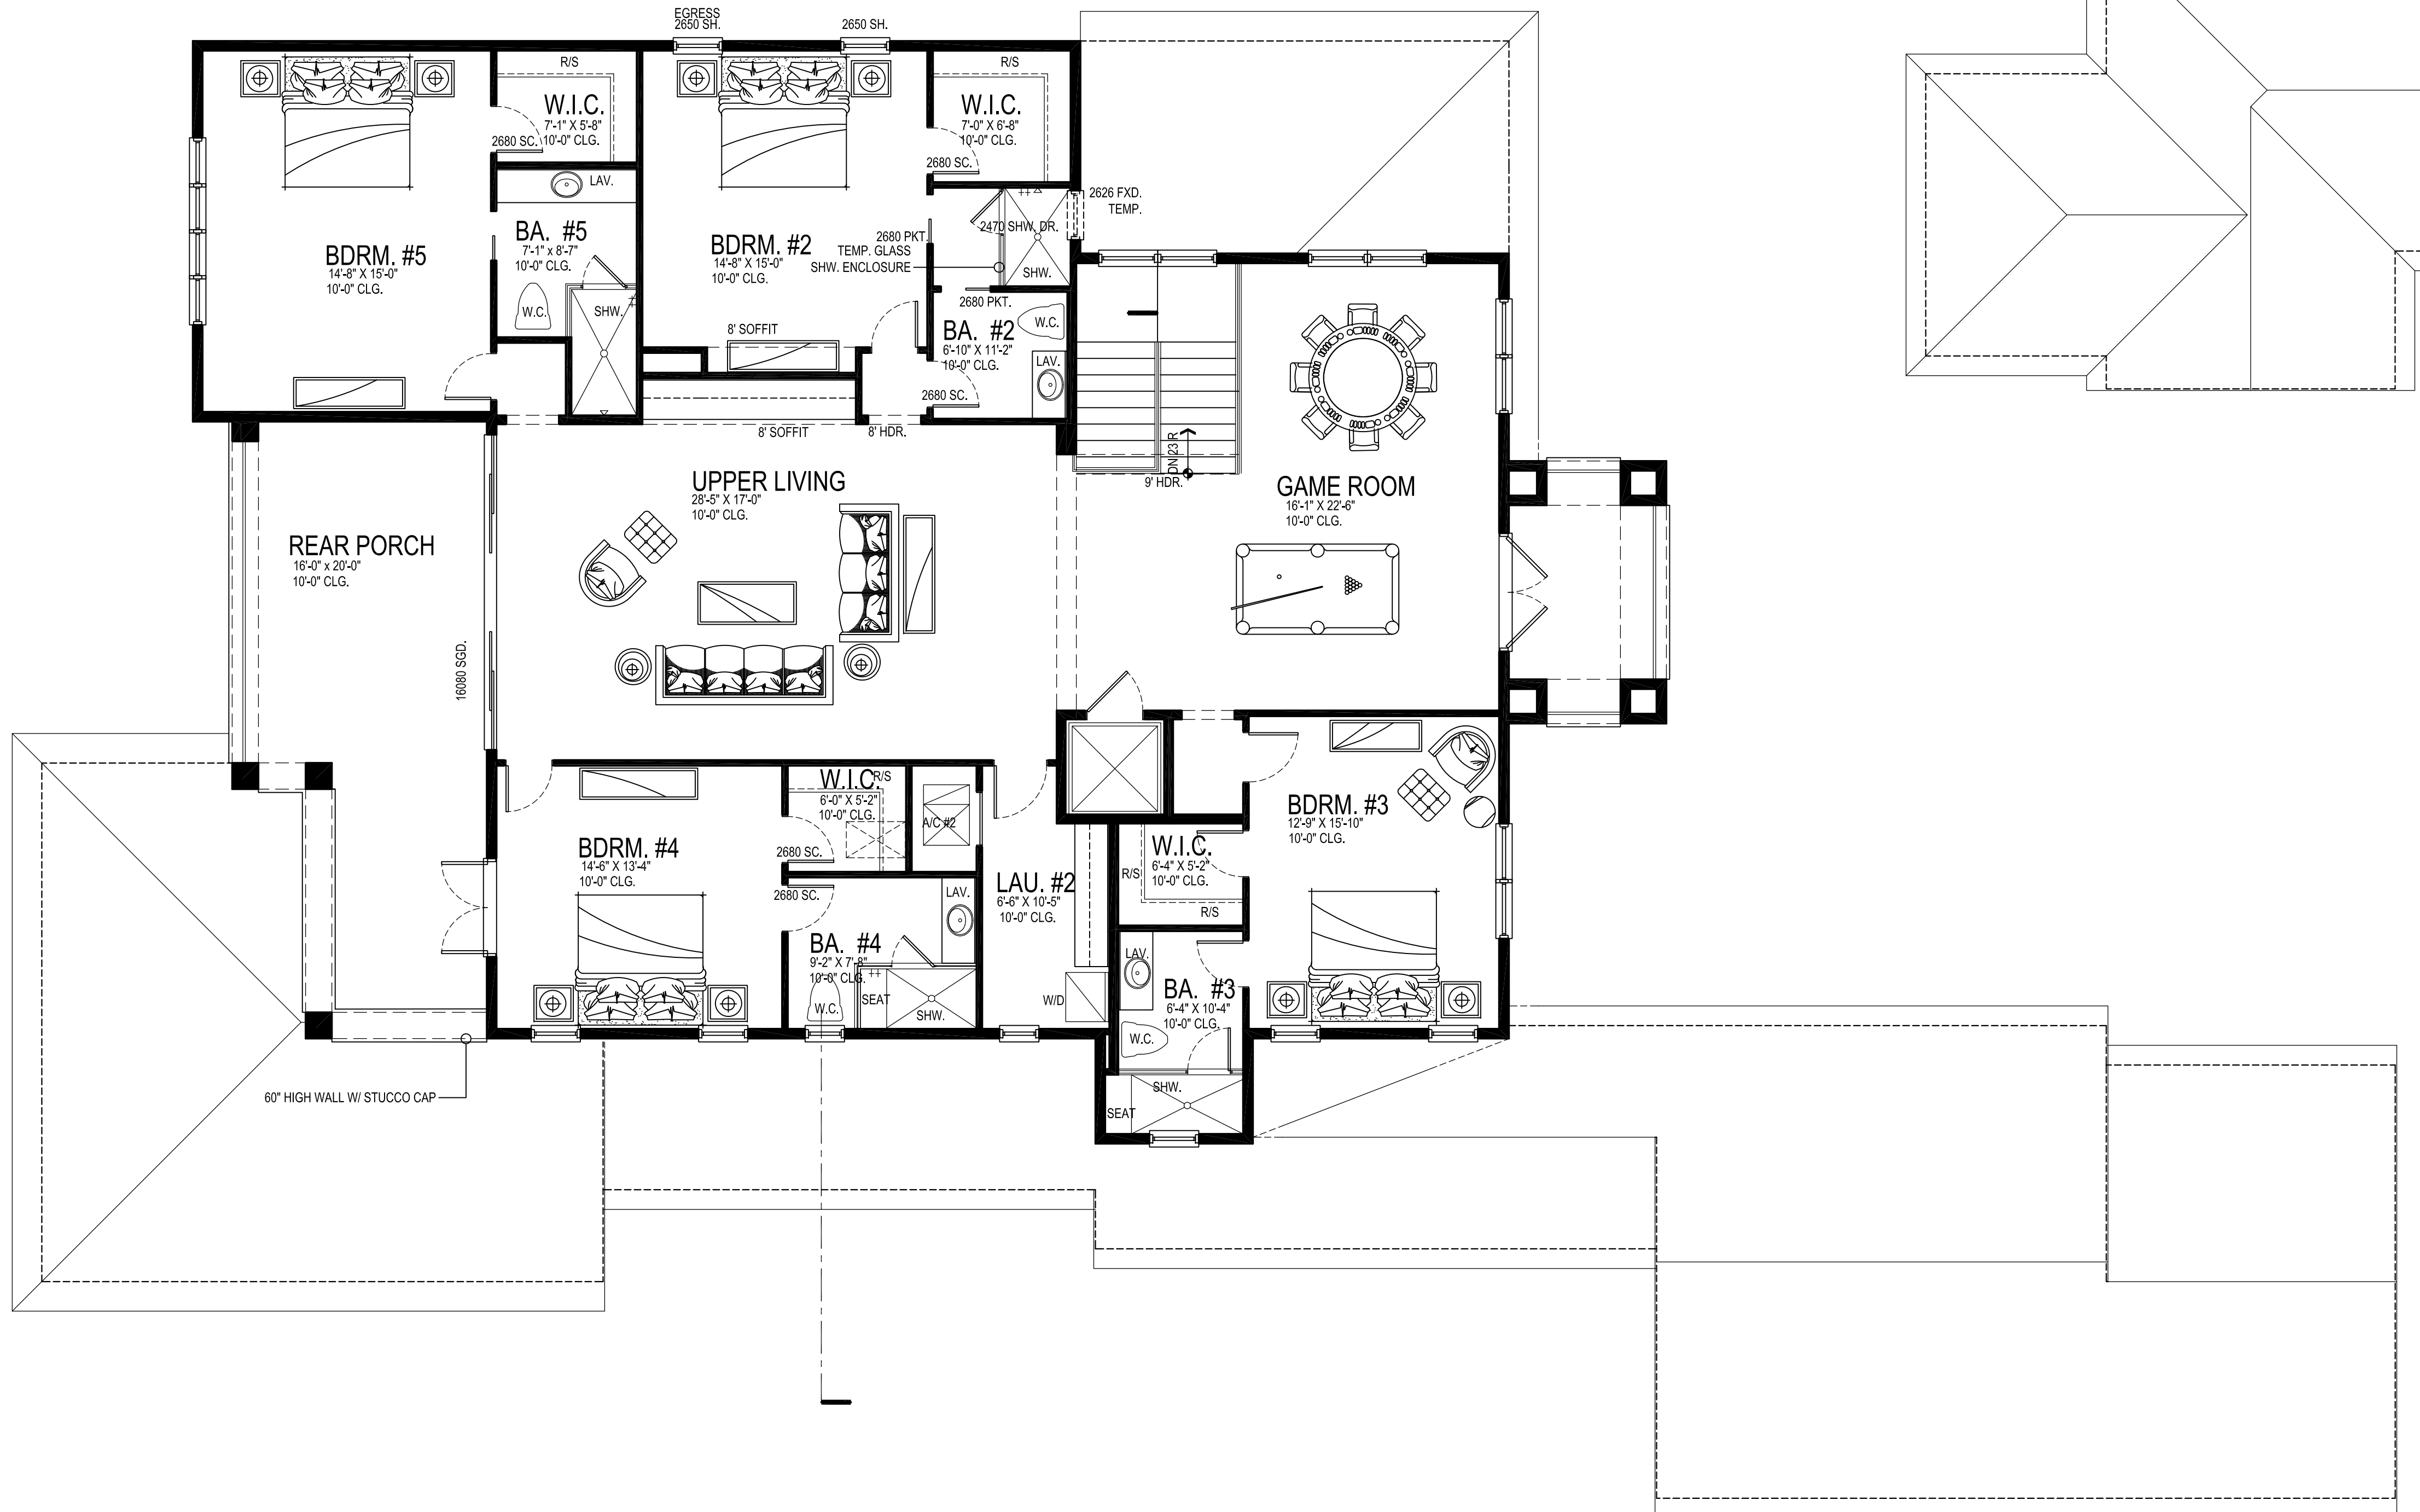 EGRESS
2650 SH.
2650 SH.
R/S
W.I.C.
7'-1" X 5'-8"
10'-0" CLG.
2680 SC.
R/S
W.I.C.
7'-0" X 6'-8"
10'-0" CLG.
2680 SC.
LAV.
BA. #5
7'-1" x 8'-7"
10'-0" CLG.
W.C.
SHW.
BDRM. #5
14'-8" X 15'-0"
10'-0" CLG.
BDRM. #2
14'-8" X 15'-0"
10'-0" CLG.
2680 PKT.
TEMP. GLASS
SHW. ENCLOSURE
2470 SHW. DR.
SHW.
2626 FXD.
TEMP.
2680 PKT.
BA. #2
6'-10" X 11'-2"
10'-0" CLG.
W.C.
LAV.
2680 SC.
8' SOFFIT
8' SOFFIT
8' HDR.
UPPER LIVING
28'-5" X 17'-0"
10'-0" CLG.
DN 23 R
9' HDR.
GAME ROOM
16'-1" X 22'-6"
10'-0" CLG.
REAR PORCH
16'-0" x 20'-0"
10'-0" CLG.
16080 SGD.
BDRM. #4
14'-6" X 13'-4"
10'-0" CLG.
W.I.C.
R/S
6'-0" X 5'-2"
10'-0" CLG.
2680 SC.
A/C #2
2680 SC.
BA. #4
9'-2" X 7'-8"
10'-0" CLG.
LAV.
W.C.
SEAT
SHW.
LAU. #2
6'-6" X 10'-5"
10'-0" CLG.
W/D
W.I.C.
6'-4" X 5'-2"
10'-0" CLG.
R/S
R/S
BDRM. #3
12'-9" X 15'-10"
10'-0" CLG.
LAV.
BA. #3
6'-4" X 10'-4"
10'-0" CLG.
W.C.
SHW.
SEAT
60" HIGH WALL W/ STUCCO CAP